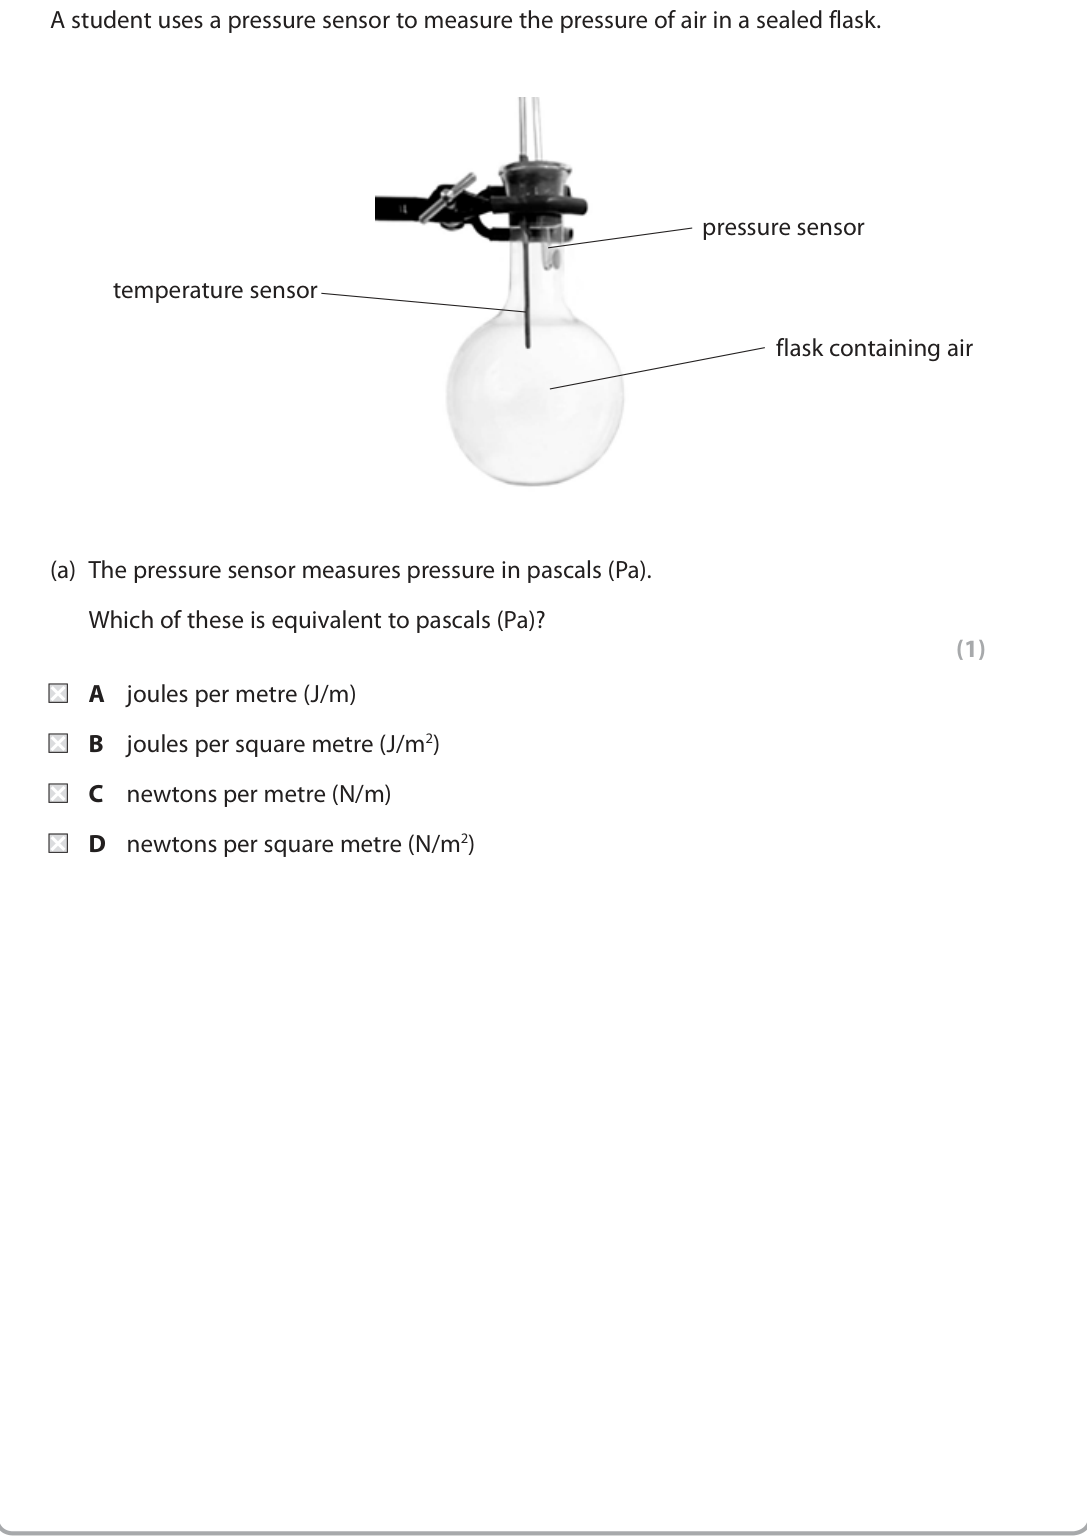 A student uses a pressure sensor to measure the pressure of air in a sealed flask.
pressure sensor
temperature sensor
flask containing air
(a) The pressure sensor measures pressure in pascals (Pa).
Which of these is equivalent to pascals (Pa)?
(1)
A joules per metre (J/m)
B joules per square metre (J/m²)
C newtons per metre (N/m)
D newtons per square metre (N/m²)